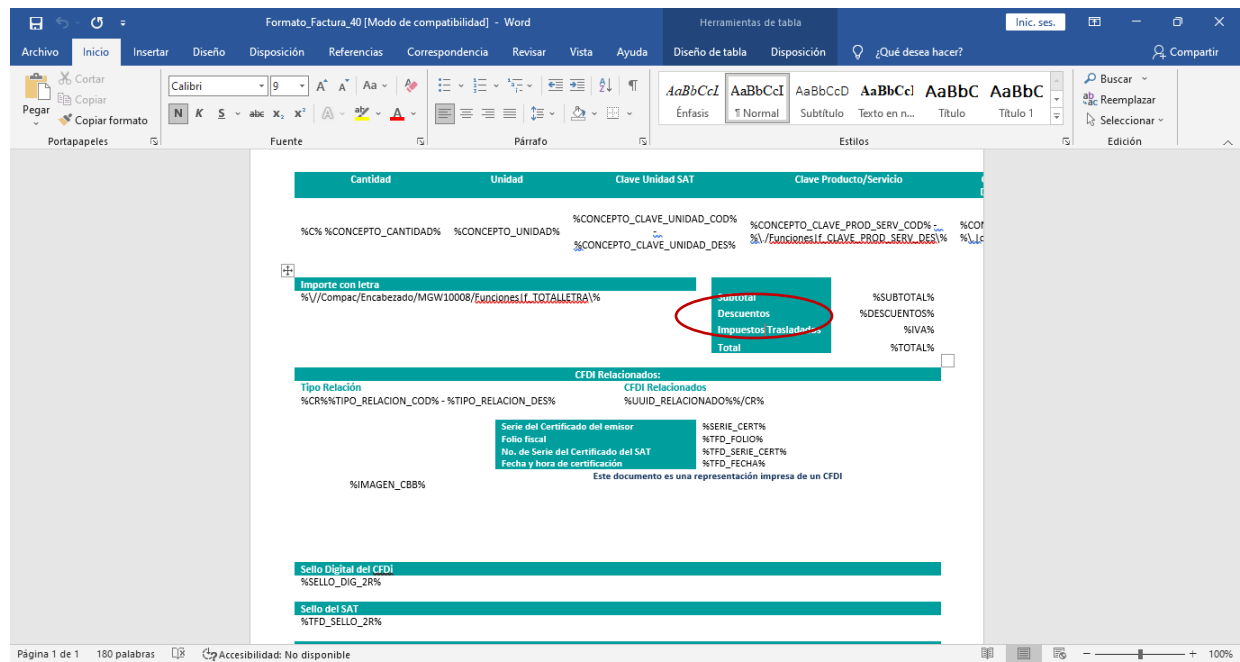 Formato_Factura_40 [Modo de compatibilidad] - Word
Herramientas de tabla
Inic. ses.
Archivo Inicio Insertar Diseño Disposición Referencias Correspondencia Revisar Vista Ayuda Diseño de tabla Disposición ¿Qué desea hacer? Compartir
Pegar
Cortar
Copiar
Copiar formato
Portapapeles
Calibri 9 A A Aa
N K S abc x, x² A aby A
Fuente
Párrafo
AaBbCcL AaBbCcI AaBbCcD AaBbCcI AaBbC AaBbC
Énfasis ¶ Normal Subtítulo Texto en n... Título Título 1
Estilos
Buscar
Reemplazar
Seleccionar
Edición
Cantidad Unidad Clave Unidad SAT Clave Producto/Servicio
%C% %CONCEPTO_CANTIDAD% %CONCEPTO_UNIDAD%
%CONCEPTO_CLAVE_UNIDAD_COD%
-
%CONCEPTO_CLAVE_UNIDAD_DES%
%CONCEPTO_CLAVE_PROD_SERV_COD% -
%\./Funciones|f_CLAVE_PROD_SERV_DES\%
%CO
Importe con letra
%\//Compac/Encabezado/MGW10008/Funciones|f_TOTALLETRA\%
Subtotal %SUBTOTAL%
Descuentos %DESCUENTOS%
Impuestos Trasladados %IVA%
Total %TOTAL%
CFDI Relacionados:
Tipo Relación CFDI Relacionados
%CR%%TIPO_RELACION_COD% - %TIPO_RELACION_DES% %UUID_RELACIONADO%%/CR%
Serie del Certificado del emisor %SERIE_CERT%
Folio fiscal %TFD_FOLIO%
No. de Serie del Certificado del SAT %TFD_SERIE_CERT%
Fecha y hora de certificación %TFD_FECHA%
Este documento es una representación impresa de un CFDI
%IMAGEN_CBB%
Sello Digital del CFDi
%SELLO_DIG_2R%
Sello del SAT
%TFD_SELLO_2R%
Página 1 de 1 180 palabras Accesibilidad: No disponible 100%